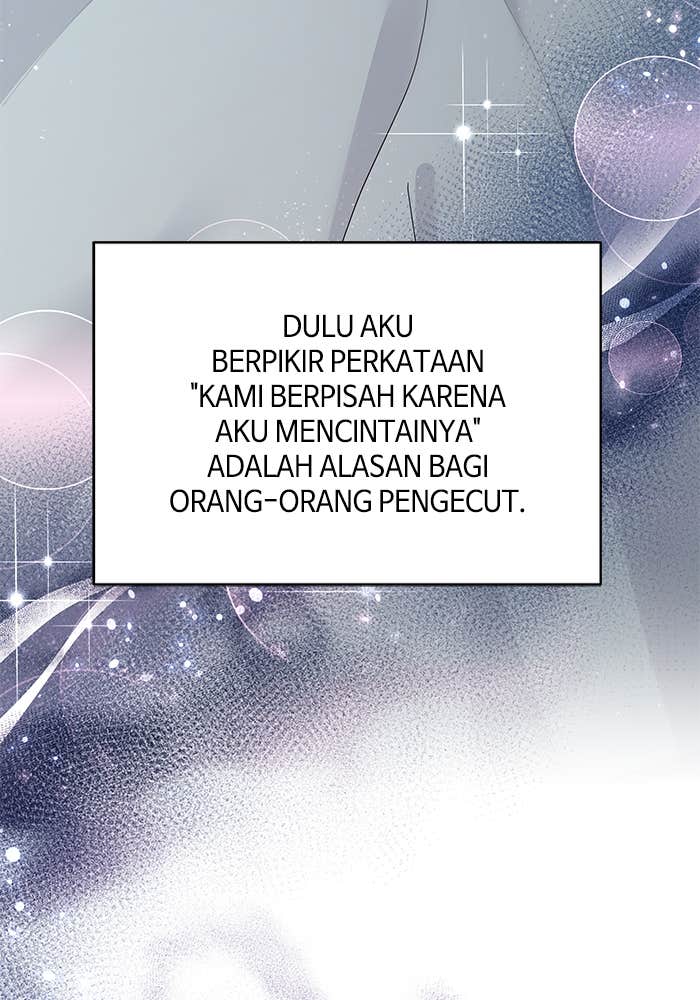 DULU AKU
BERPIKIR PERKATAAN
"KAMI BERPISAH KARENA
AKU MENCINTAINYA"
ADALAH ALASAN BAGI
ORANG-ORANG PENGECUT.